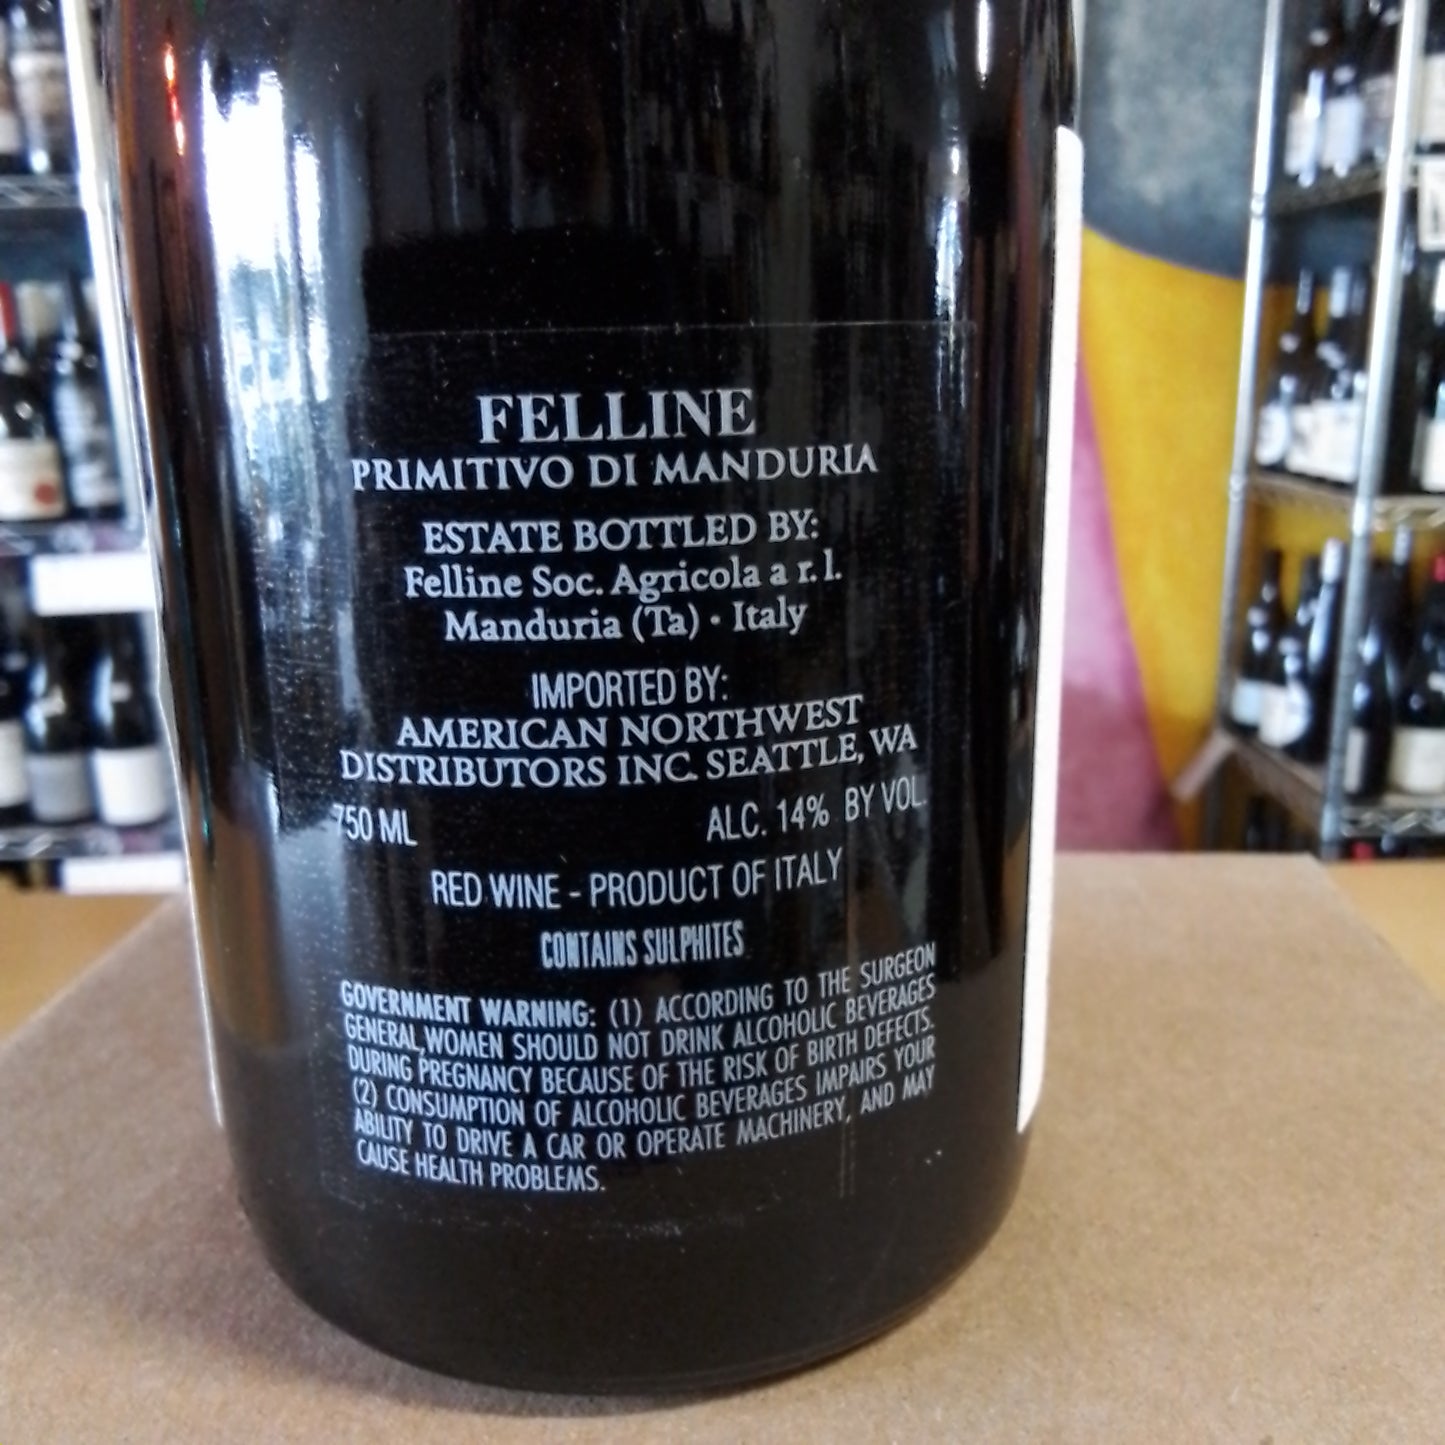 FELLINE
PRIMITIVO DI MANDURIA
ESTATE BOTTLED BY:
Felline Soc. Agricola a r. l.
Manduria (Ta) • Italy
IMPORTED BY:
AMERICAN NORTHWEST
DISTRIBUTORS INC. SEATTLE, WA
750 ML ALC. 14% BY VOL.
RED WINE - PRODUCT OF ITALY
CONTAINS SULPHITES
GOVERNMENT WARNING: (1) ACCORDING TO THE SURGEON
GENERAL, WOMEN SHOULD NOT DRINK ALCOHOLIC BEVERAGES
DURING PREGNANCY BECAUSE OF THE RISK OF BIRTH DEFECTS.
(2) CONSUMPTION OF ALCOHOLIC BEVERAGES IMPAIRS YOUR
ABILITY TO DRIVE A CAR OR OPERATE MACHINERY, AND MAY
CAUSE HEALTH PROBLEMS.